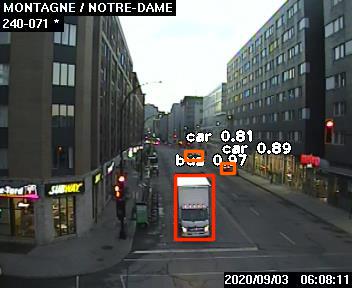 MONTAGNE / NOTRE-DAME
240-071 *
car 0.81
car 0.89
bus 0.97
SUBWAY
2020/09/03 06:08:11